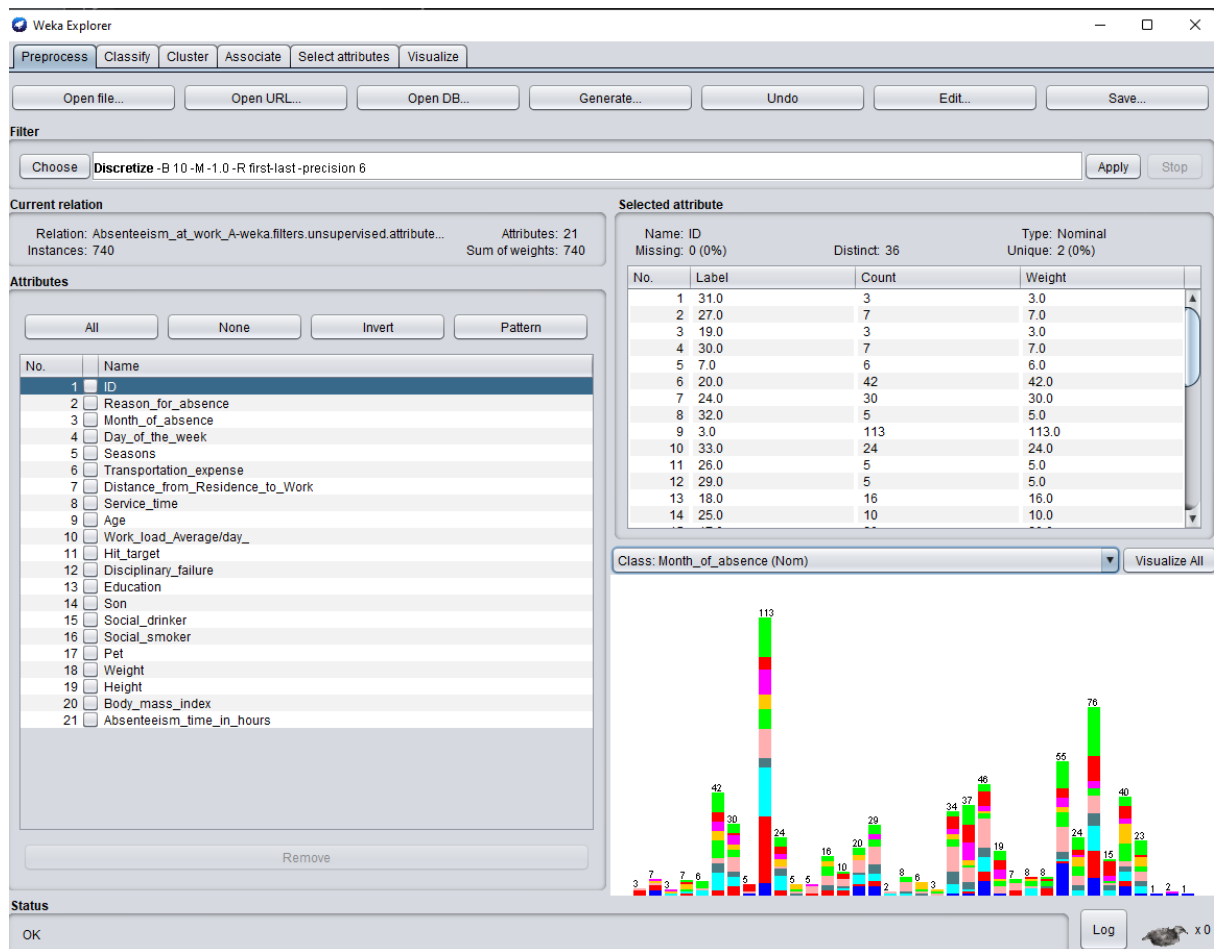 Weka Explorer
Preprocess Classify Cluster Associate Select attributes Visualize
Open file... Open URL... Open DB... Generate... Undo Edit... Save...
Filter
Choose Discretize -B 10 -M -1.0 -R first-last -precision 6 Apply Stop
Current relation
Relation: Absenteeism_at_work_A-weka.filters.unsupervised.attribute... Attributes: 21
Instances: 740 Sum of weights: 740
Attributes
All None Invert Pattern
No. Name
1 ID
2 Reason_for_absence
3 Month_of_absence
4 Day_of_the_week
5 Seasons
6 Transportation_expense
7 Distance_from_Residence_to_Work
8 Service_time
9 Age
10 Work_load_Average/day_
11 Hit_target
12 Disciplinary_failure
13 Education
14 Son
15 Social_drinker
16 Social_smoker
17 Pet
18 Weight
19 Height
20 Body_mass_index
21 Absenteeism_time_in_hours
Remove
Selected attribute
Name: ID Type: Nominal
Missing: 0 (0%) Distinct: 36 Unique: 2 (0%)
No. Label Count Weight
1 31.0 3 3.0
2 27.0 7 7.0
3 19.0 3 3.0
4 30.0 7 7.0
5 7.0 6 6.0
6 20.0 42 42.0
7 24.0 30 30.0
8 32.0 5 5.0
9 3.0 113 113.0
10 33.0 24 24.0
11 26.0 5 5.0
12 29.0 5 5.0
13 18.0 16 16.0
14 25.0 10 10.0
Class: Month_of_absence (Nom) Visualize All
3 7 3 7 6 42 30 5 113 24 5 5 16 10 20 29 2 8 6 3 34 37 46 19 7 8 8 55 24 76 15 40 23 1 2 1
Status
OK Log x 0